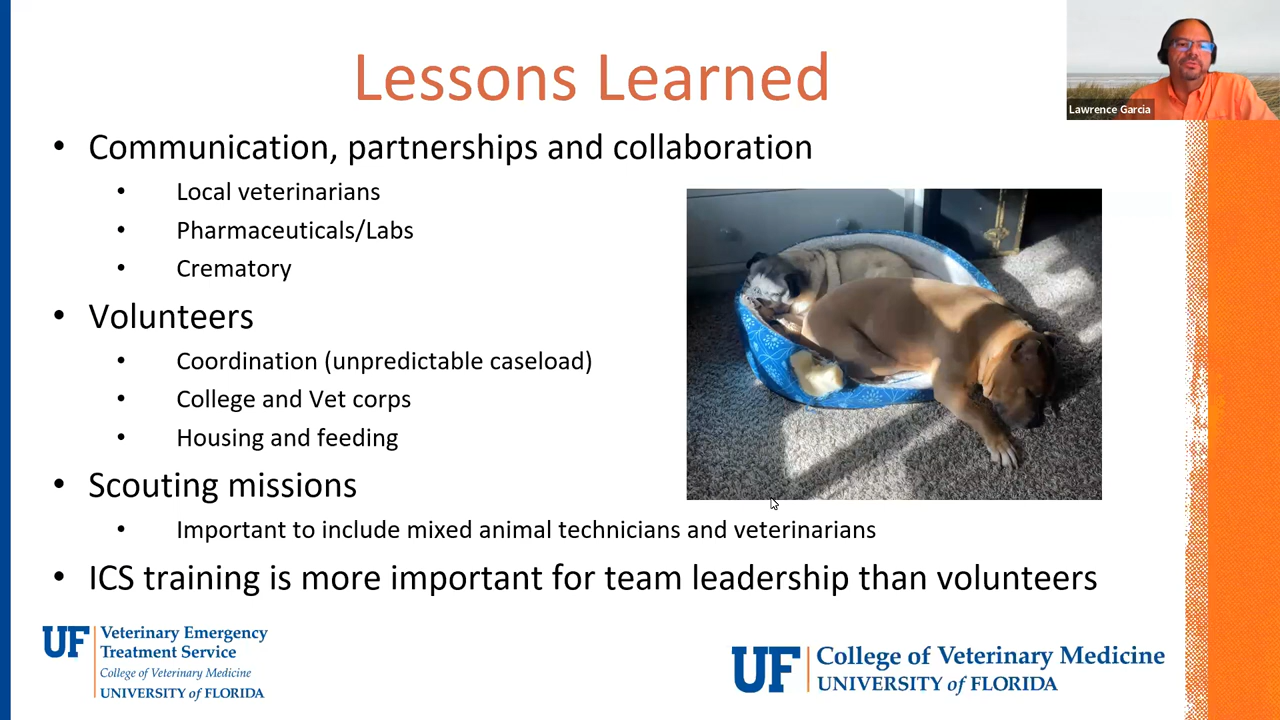 Lessons Learned
Lawrence Garcia
• Communication, partnerships and collaboration
• Local veterinarians
• Pharmaceuticals/Labs
• Crematory
• Volunteers
• Coordination (unpredictable caseload)
• College and Vet corps
• Housing and feeding
• Scouting missions
• Important to include mixed animal technicians and veterinarians
• ICS training is more important for team leadership than volunteers
UF
Veterinary Emergency
Treatment Service
College of Veterinary Medicine
UNIVERSITY of FLORIDA
UF
College of Veterinary Medicine
UNIVERSITY of FLORIDA